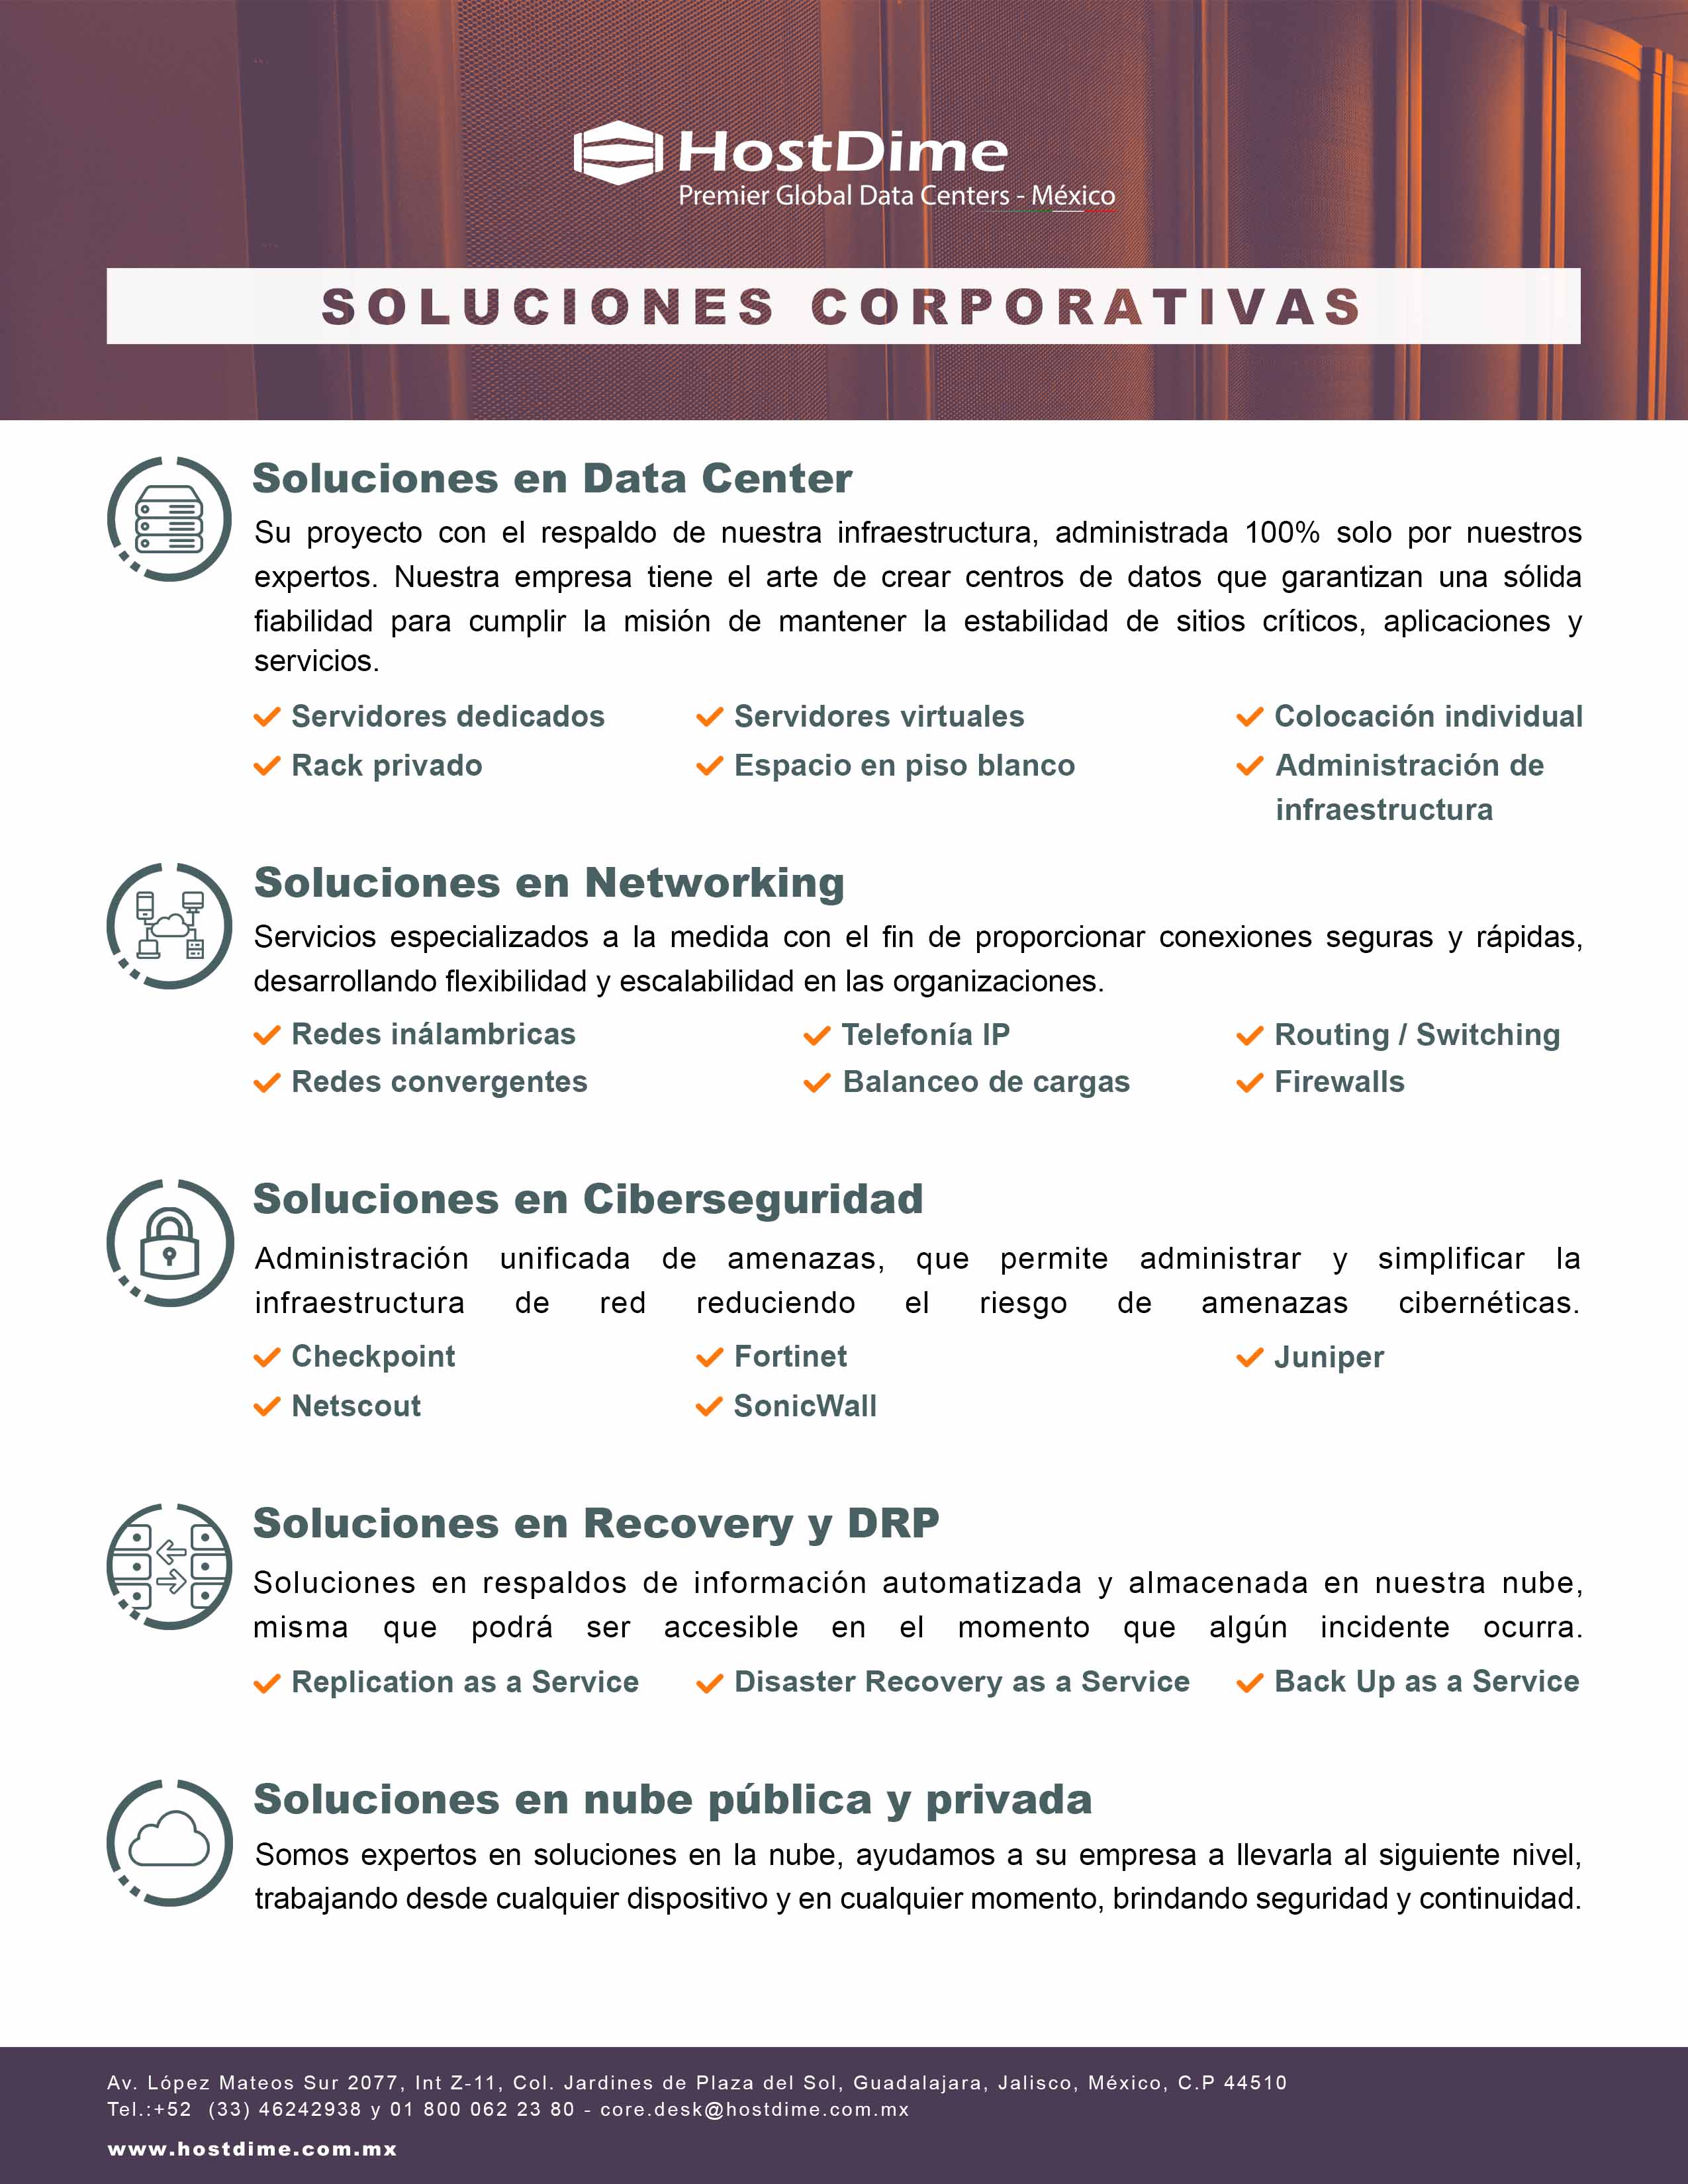 HostDime
Premier Global Data Centers - México
SOLUCIONES CORPORATIVAS
Soluciones en Data Center
Su proyecto con el respaldo de nuestra infraestructura, administrada 100% solo por nuestros
expertos. Nuestra empresa tiene el arte de crear centros de datos que garantizan una sólida
fiabilidad para cumplir la misión de mantener la estabilidad de sitios críticos, aplicaciones y
servicios.
Servidores dedicados
Servidores virtuales
Colocación individual
Rack privado
Espacio en piso blanco
Administración de
infraestructura
Soluciones en Networking
Servicios especializados a la medida con el fin de proporcionar conexiones seguras y rápidas,
desarrollando flexibilidad y escalabilidad en las organizaciones.
Redes inálambricas
Telefonía IP
Routing / Switching
Redes convergentes
Balanceo de cargas
Firewalls
Soluciones en Ciberseguridad
Administración unificada de amenazas, que permite administrar y simplificar la
infraestructura de red reduciendo el riesgo de amenazas cibernéticas.
Checkpoint
Fortinet
Juniper
Netscout
SonicWall
Soluciones en Recovery y DRP
Soluciones en respaldos de información automatizada y almacenada en nuestra nube,
misma que podrá ser accesible en el momento que algún incidente ocurra.
Replication as a Service
Disaster Recovery as a Service
Back Up as a Service
Soluciones en nube pública y privada
Somos expertos en soluciones en la nube, ayudamos a su empresa a llevarla al siguiente nivel,
trabajando desde cualquier dispositivo y en cualquier momento, brindando seguridad y continuidad.
Av. López Mateos Sur 2077, Int Z-11, Col. Jardines de Plaza del Sol, Guadalajara, Jalisco, México, C.P 44510
Tel.:+52 (33) 46242938 y 01 800 062 23 80 - core.desk@hostdime.com.mx
www.hostdime.com.mx